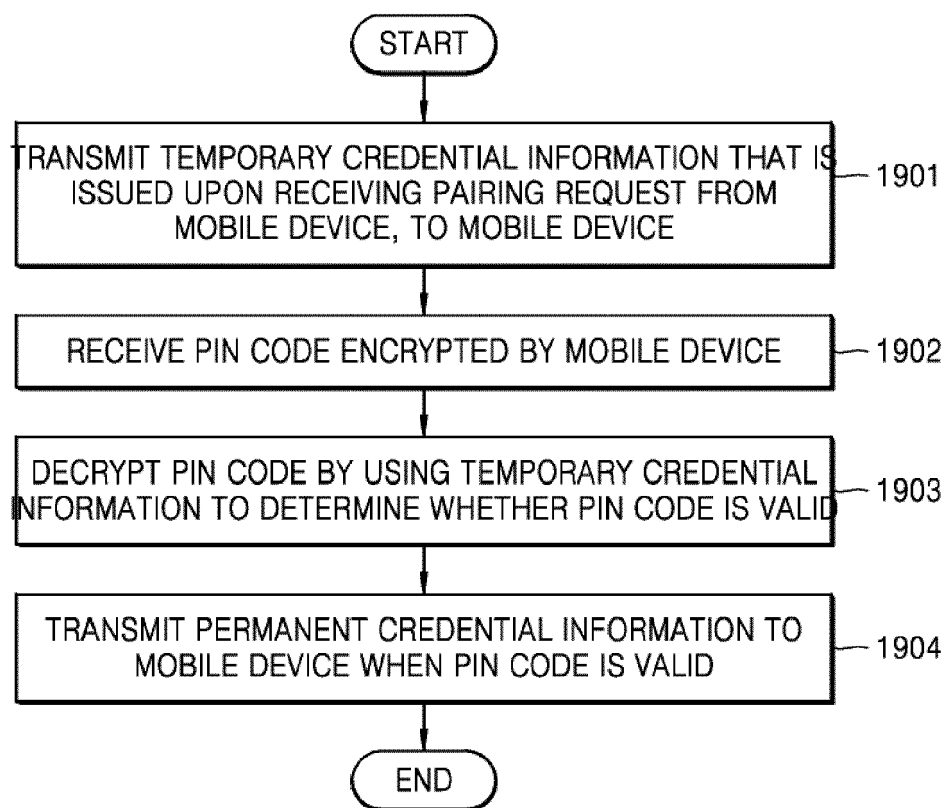 START
TRANSMIT TEMPORARY CREDENTIAL INFORMATION THAT IS
ISSUED UPON RECEIVING PAIRING REQUEST FROM
MOBILE DEVICE, TO MOBILE DEVICE
1901
RECEIVE PIN CODE ENCRYPTED BY MOBILE DEVICE
1902
DECRYPT PIN CODE BY USING TEMPORARY CREDENTIAL
INFORMATION TO DETERMINE WHETHER PIN CODE IS VALID
1903
TRANSMIT PERMANENT CREDENTIAL INFORMATION TO
MOBILE DEVICE WHEN PIN CODE IS VALID
1904
END